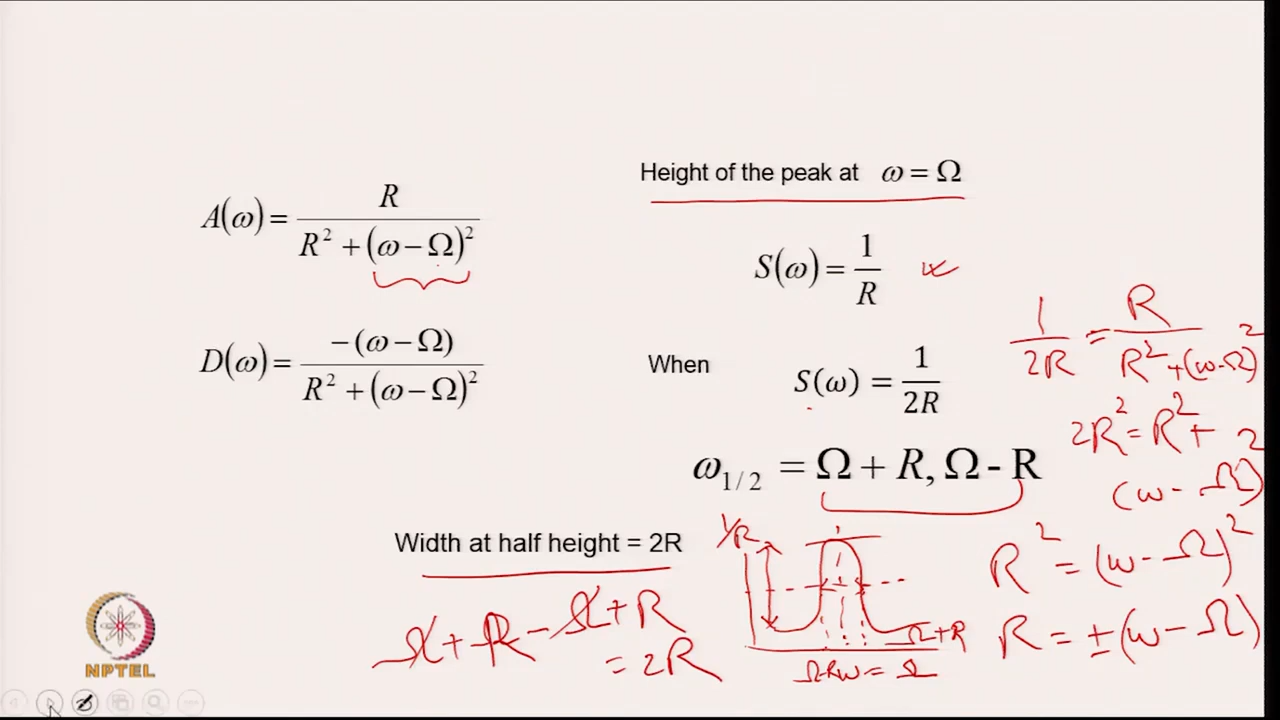 Height of the peak at ω = Ω
A(ω) = R / (R² + (ω − Ω)²)
S(ω) = 1/R
D(ω) = −(ω − Ω) / (R² + (ω − Ω)²)
When S(ω) = 1/2R
ω1/2 = Ω + R, Ω - R
Width at half height = 2R
1/2R = R / (R² + (ω-Ω)²)
2R² = R² +
(ω - Ω)²
R² = (ω - Ω)²
R = ±(ω - Ω)
1/R
Ω+R
Ω-R ω = Ω
Ω + R - Ω + R
= 2R
NPTEL